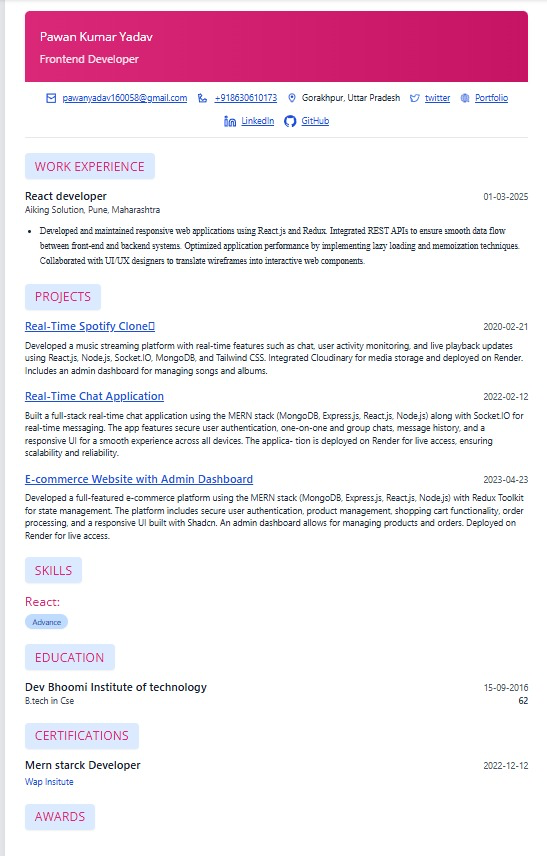 Pawan Kumar Yadav
Frontend Developer
pawanyadav160058@gmail.com +918630610173 Gorakhpur, Uttar Pradesh twitter Portfolio
LinkedIn GitHub
WORK EXPERIENCE
React developer 01-03-2025
Aiking Solution, Pune, Maharashtra
• Developed and maintained responsive web applications using React js and Redux. Integrated REST APIs to ensure smooth data flow
between front-end and backend systems. Optimized application performance by implementing lazy loading and memoization techniques.
Collaborated with UI/UX designers to translate wireframes into interactive web components.
PROJECTS
Real-Time Spotify Clone 2020-02-21
Developed a music streaming platform with real-time features such as chat, user activity monitoring, and live playback updates
using React.js, Node.js, Socket.IO, MongoDB, and Tailwind CSS. Integrated Cloudinary for media storage and deployed on Render.
Includes an admin dashboard for managing songs and albums.
Real-Time Chat Application 2022-02-12
Built a full-stack real-time chat application using the MERN stack (MongoDB, Express.js, React.js, Node.js) along with Socket.IO for
real-time messaging. The app features secure user authentication, one-on-one and group chats, message history, and a
responsive UI for a smooth experience across all devices. The applica- tion is deployed on Render for live access, ensuring
scalability and reliability.
E-commerce Website with Admin Dashboard 2023-04-23
Developed a full-featured e-commerce platform using the MERN stack (MongoDB, Express.js, React.js, Node.js) with Redux Toolkit
for state management. The platform includes secure user authentication, product management, shopping cart functionality, order
processing, and a responsive UI built with Shadcn. An admin dashboard allows for managing products and orders. Deployed on
Render for live access.
SKILLS
React:
Advance
EDUCATION
Dev Bhoomi Institute of technology 15-09-2016
B.tech in Cse 62
CERTIFICATIONS
Mern starck Developer 2022-12-12
Wap Insitute
AWARDS